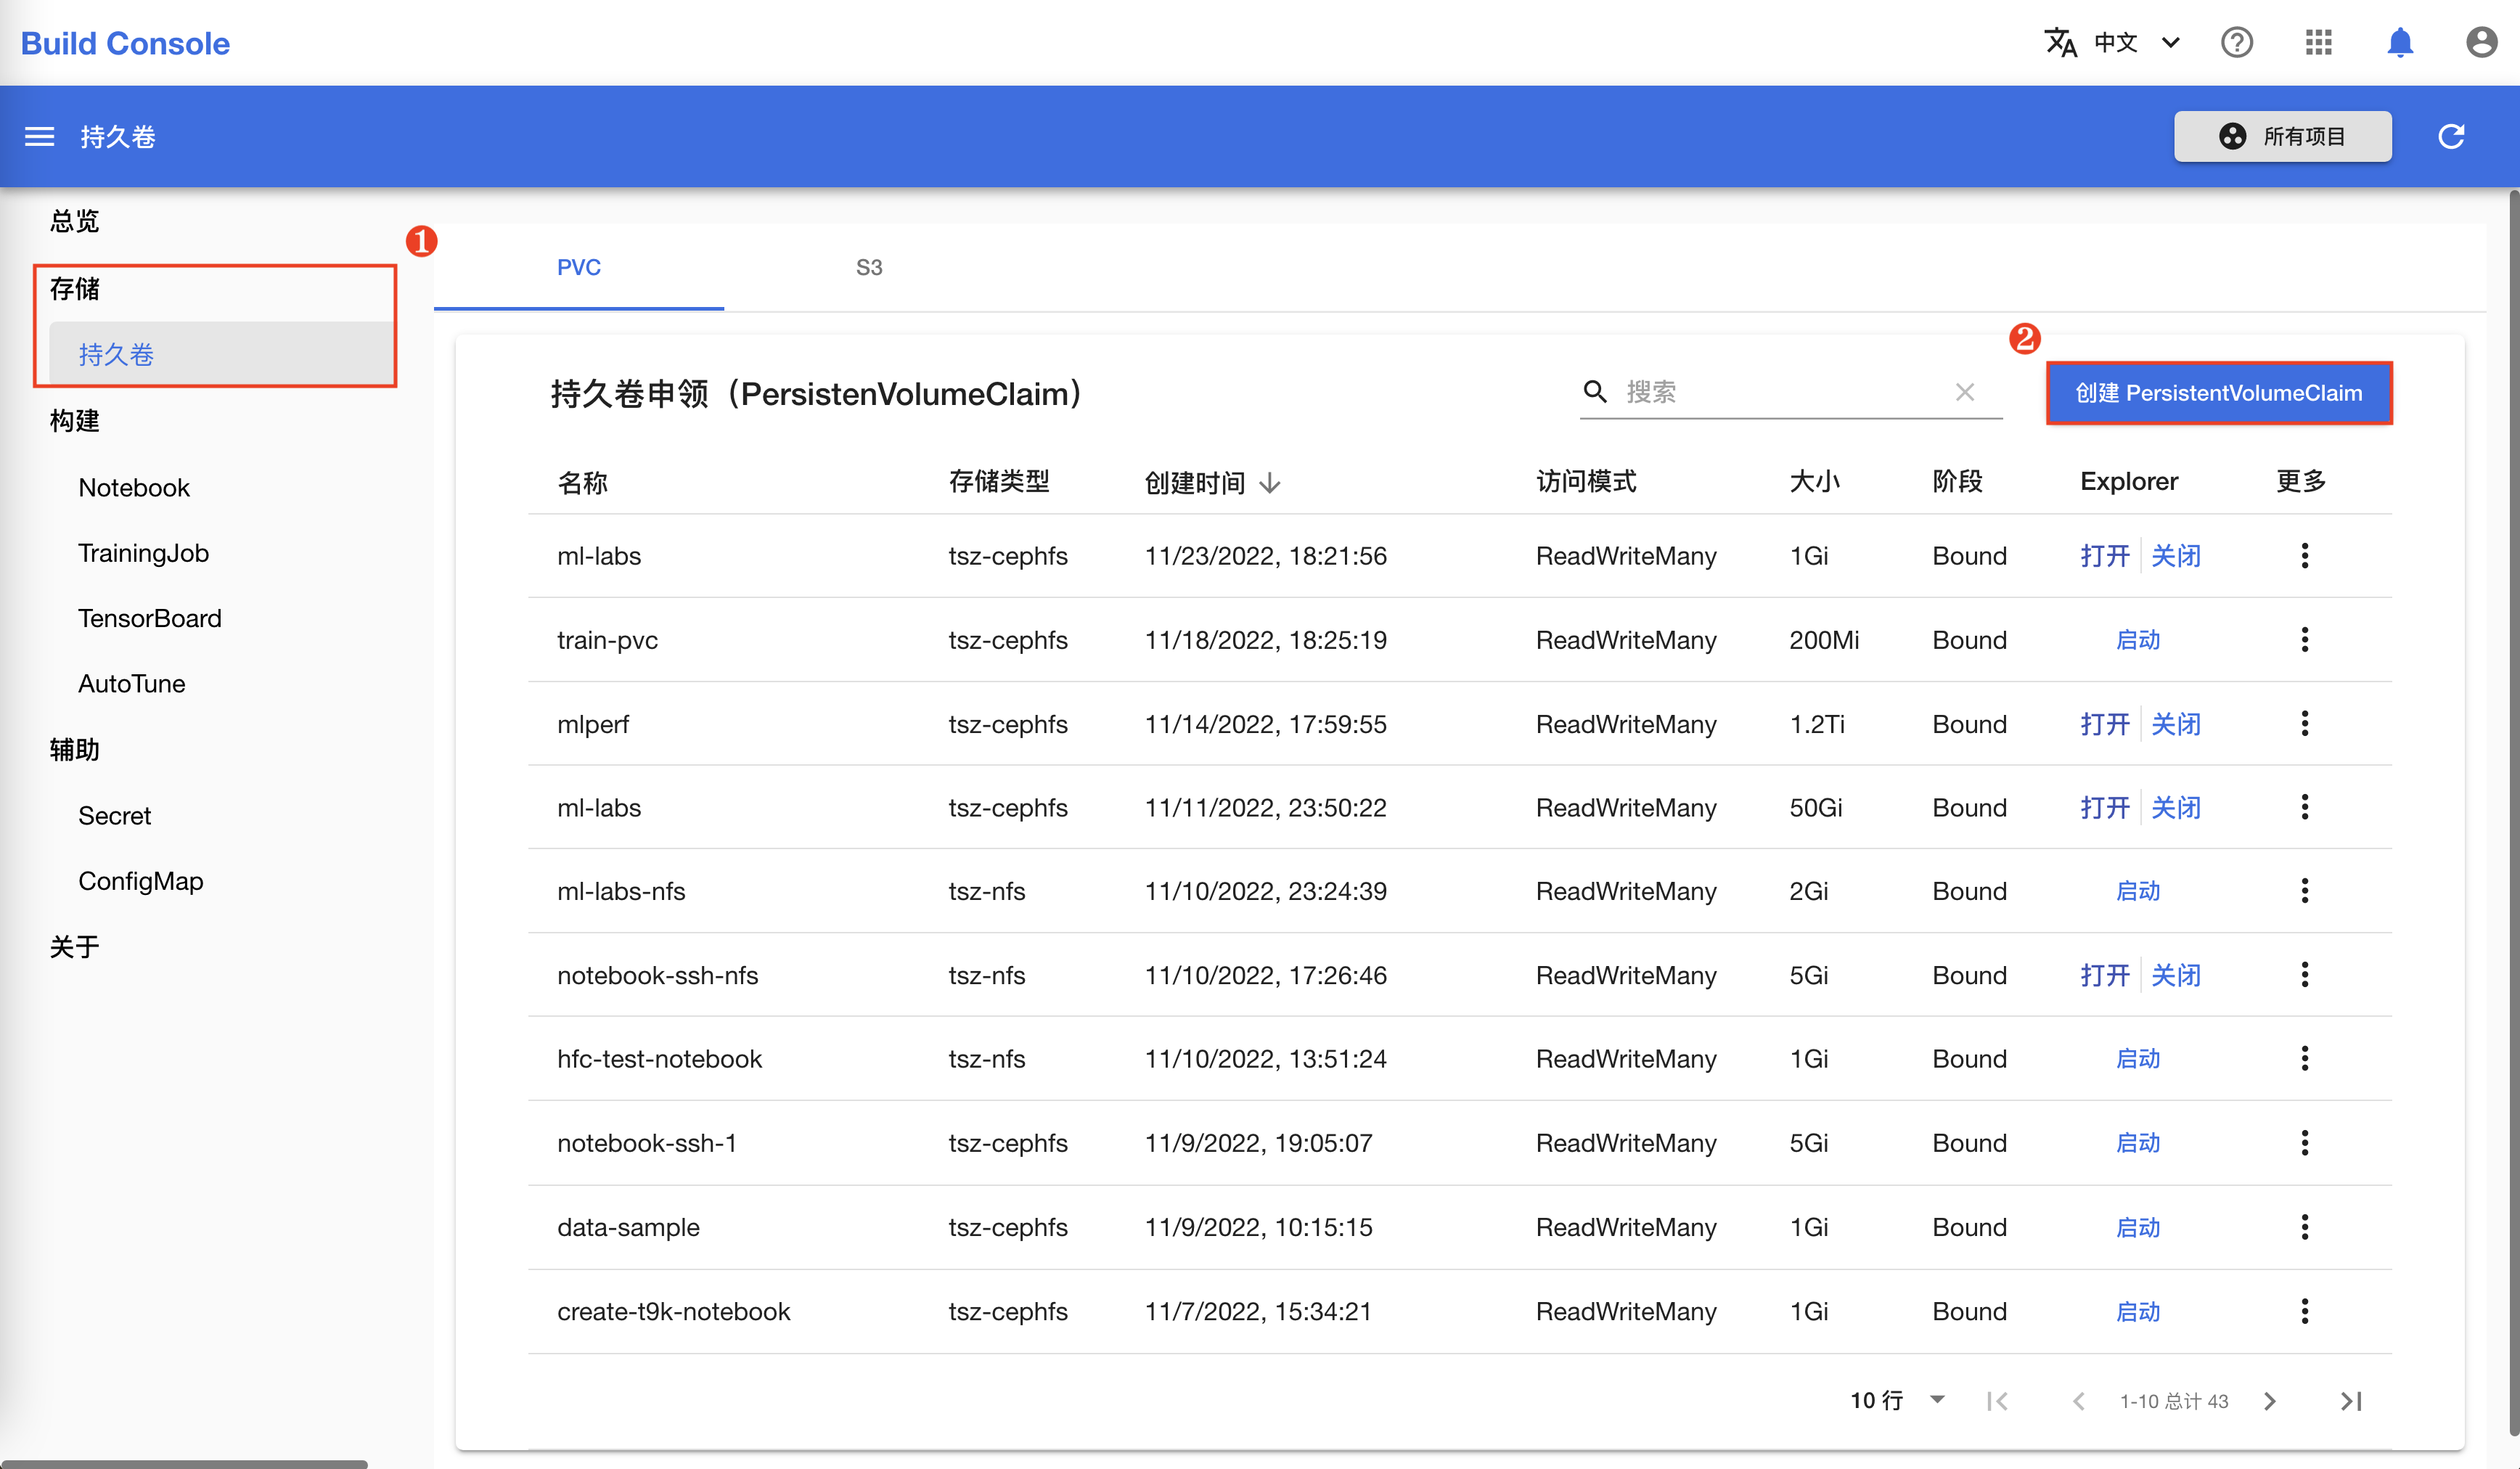 Build Console
中文
持久卷
所有项目
总览
存储
持久卷
构建
Notebook
TrainingJob
TensorBoard
AutoTune
辅助
Secret
ConfigMap
关于
1
PVC S3
2
持久卷申领（PersistenVolumeClaim）
搜索
创建 PersistentVolumeClaim
名称 存储类型 创建时间 访问模式 大小 阶段 Explorer 更多
ml-labs tsz-cephfs 11/23/2022, 18:21:56 ReadWriteMany 1Gi Bound 打开 关闭
train-pvc tsz-cephfs 11/18/2022, 18:25:19 ReadWriteMany 200Mi Bound 启动
mlperf tsz-cephfs 11/14/2022, 17:59:55 ReadWriteMany 1.2Ti Bound 打开 关闭
ml-labs tsz-cephfs 11/11/2022, 23:50:22 ReadWriteMany 50Gi Bound 打开 关闭
ml-labs-nfs tsz-nfs 11/10/2022, 23:24:39 ReadWriteMany 2Gi Bound 启动
notebook-ssh-nfs tsz-nfs 11/10/2022, 17:26:46 ReadWriteMany 5Gi Bound 打开 关闭
hfc-test-notebook tsz-nfs 11/10/2022, 13:51:24 ReadWriteMany 1Gi Bound 启动
notebook-ssh-1 tsz-cephfs 11/9/2022, 19:05:07 ReadWriteMany 5Gi Bound 启动
data-sample tsz-cephfs 11/9/2022, 10:15:15 ReadWriteMany 1Gi Bound 启动
create-t9k-notebook tsz-cephfs 11/7/2022, 15:34:21 ReadWriteMany 1Gi Bound 启动
10 行 1-10 总计 43